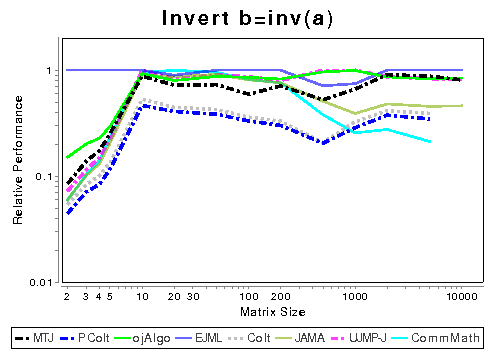 Invert b=inv(a)
Relative Performance
1
0.1
0.01
2 3 4 5 10 20 30 100 200 1000 10000
Matrix Size
MTJ PColt ojAlgo EJML Colt JAMA UJMP-J CommMath